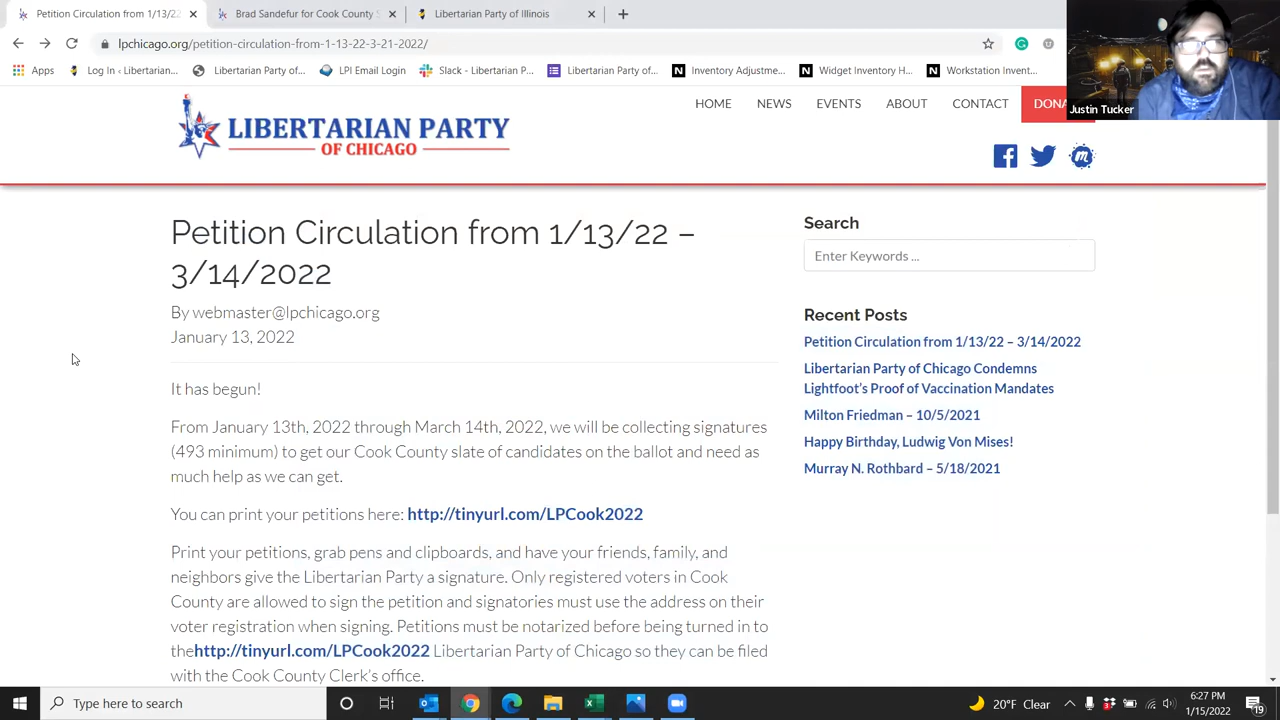 Petition Circulation from 1/13/22
Brad Sandefur for Cook County S
Libertarian Party of Illinois
lpchicago.org/petition-circulation-from-1-13-22-3-21-2022/
Apps
Log In ‹ Libertarian...
Libertarian Party of...
LPI Email Login
Slack - Libertarian P...
Libertarian Party of...
Inventory Adjustme...
Widget Inventory H...
Workstation Invent...
Justin Tucker
LIBERTARIAN PARTY
OF CHICAGO
HOME
NEWS
EVENTS
ABOUT
CONTACT
DONA
Petition Circulation from 1/13/22 –
3/14/2022
By webmaster@lpchicago.org
January 13, 2022
It has begun!
From January 13th, 2022 through March 14th, 2022, we will be collecting signatures
(493 minimum) to get our Cook County slate of candidates on the ballot and need as
much help as we can get.
You can print your petitions here: http://tinyurl.com/LPCook2022
Print your petitions, grab pens and clipboards, and have your friends, family, and
neighbors give the Libertarian Party a signature. Only registered voters in Cook
County are allowed to sign the petition and signatories must use the address on their
voter registration when signing. Petitions must be notarized before being turned in to
thehttp://tinyurl.com/LPCook2022 Libertarian Party of Chicago so they can be filed
with the Cook County Clerk's office.
Search
Enter Keywords ...
Recent Posts
Petition Circulation from 1/13/22 – 3/14/2022
Libertarian Party of Chicago Condemns
Lightfoot's Proof of Vaccination Mandates
Milton Friedman – 10/5/2021
Happy Birthday, Ludwig Von Mises!
Murray N. Rothbard – 5/18/2021
Type here to search
20°F Clear
6:27 PM
1/15/2022
19